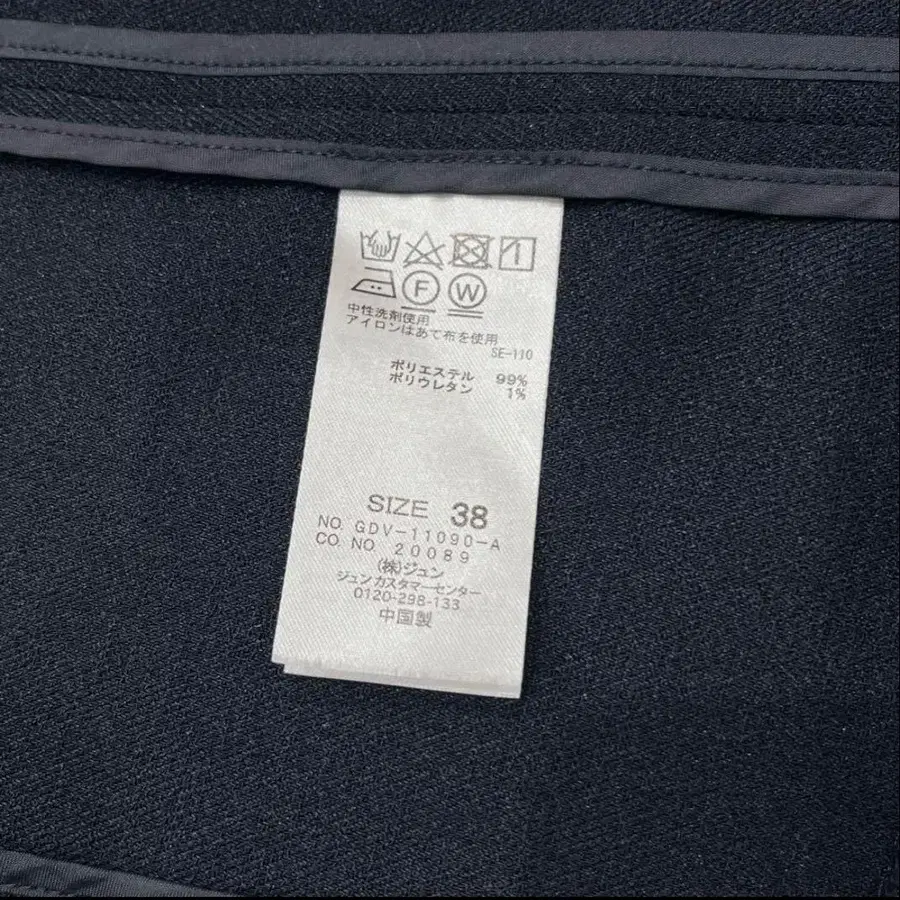 F W
中性洗剤使用
アイロンはあて布を使用
SE-110
ポリエステル 99%
ポリウレタン 1%
SIZE 38
NO. GDV-11090-A
CO. NO. 20089
(株)ジュン
ジュンカスタマーセンター
0120-298-133
中国製